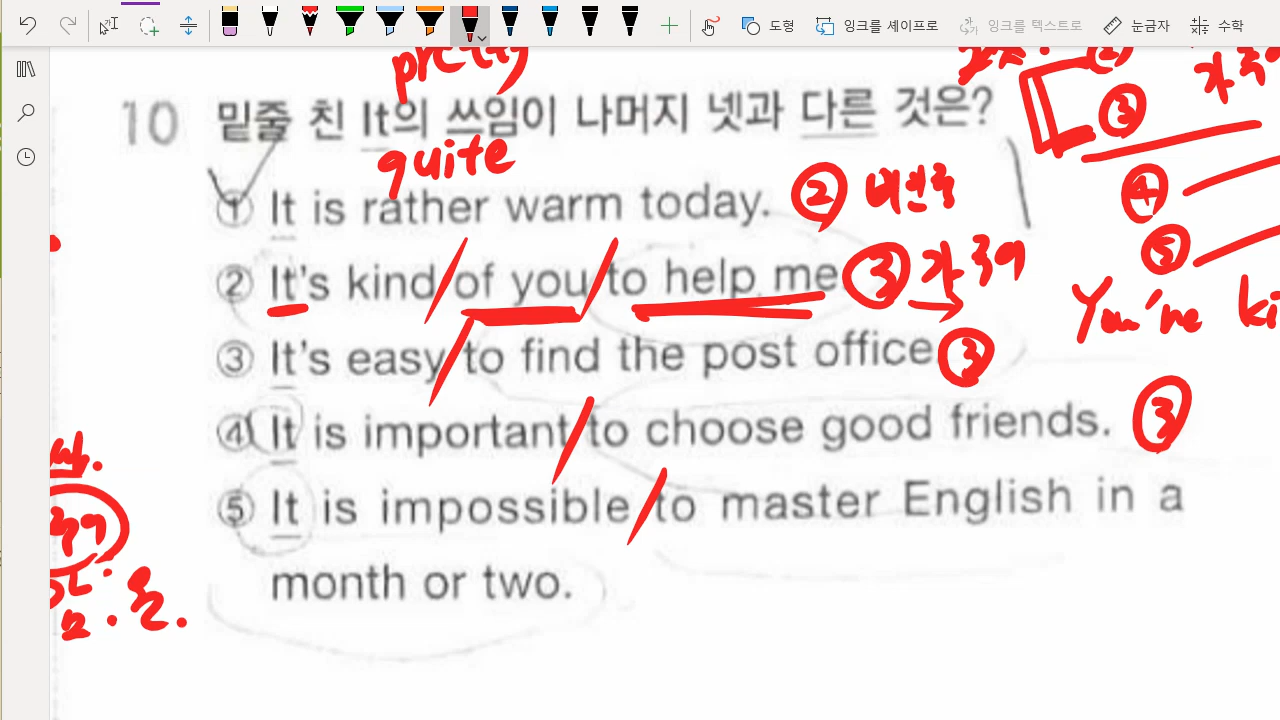 도형 잉크를 셰이프로 잉크를 텍스트로 눈금자 수학
pretty
②
가
③
10 밑줄 친 It의 쓰임이 나머지 넷과 다른 것은?
quite
① It is rather warm today. ② 비인칭
④
② It's kind of you to help me ③ 가주어
⑤
You're ki
③ It's easy to find the post office ③
④ It is important to choose good friends. ③
⑤ It is impossible to master English in a
month or two.